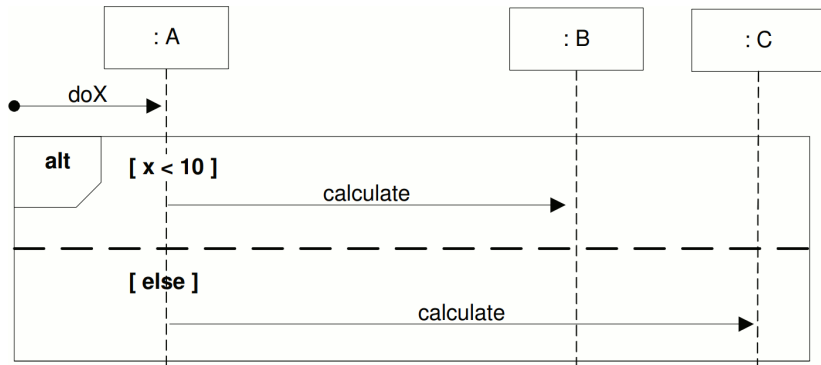 : A
: B
: C
doX
alt
[ x < 10 ]
calculate
[ else ]
calculate